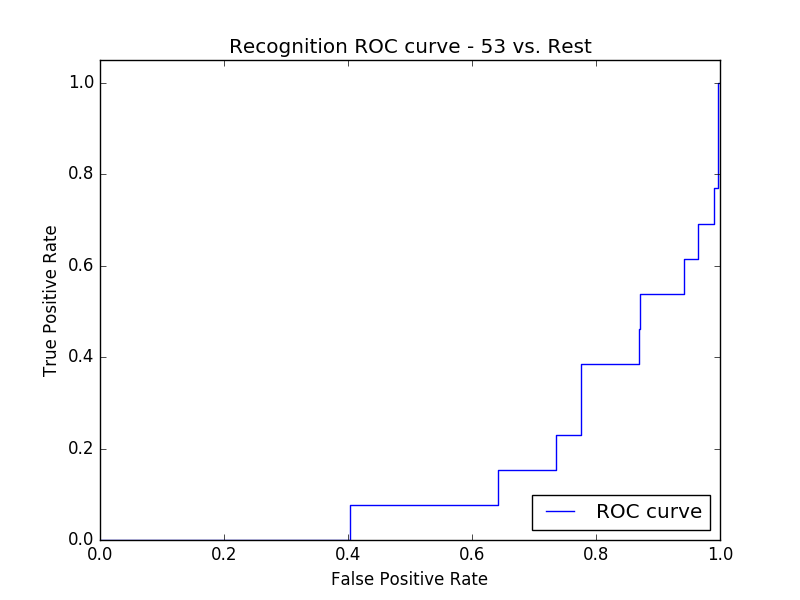 Recognition ROC curve - 53 vs. Rest
1.0
0.8
0.6
0.4
0.2
0.0
True Positive Rate
ROC curve
0.0 0.2 0.4 0.6 0.8 1.0
False Positive Rate